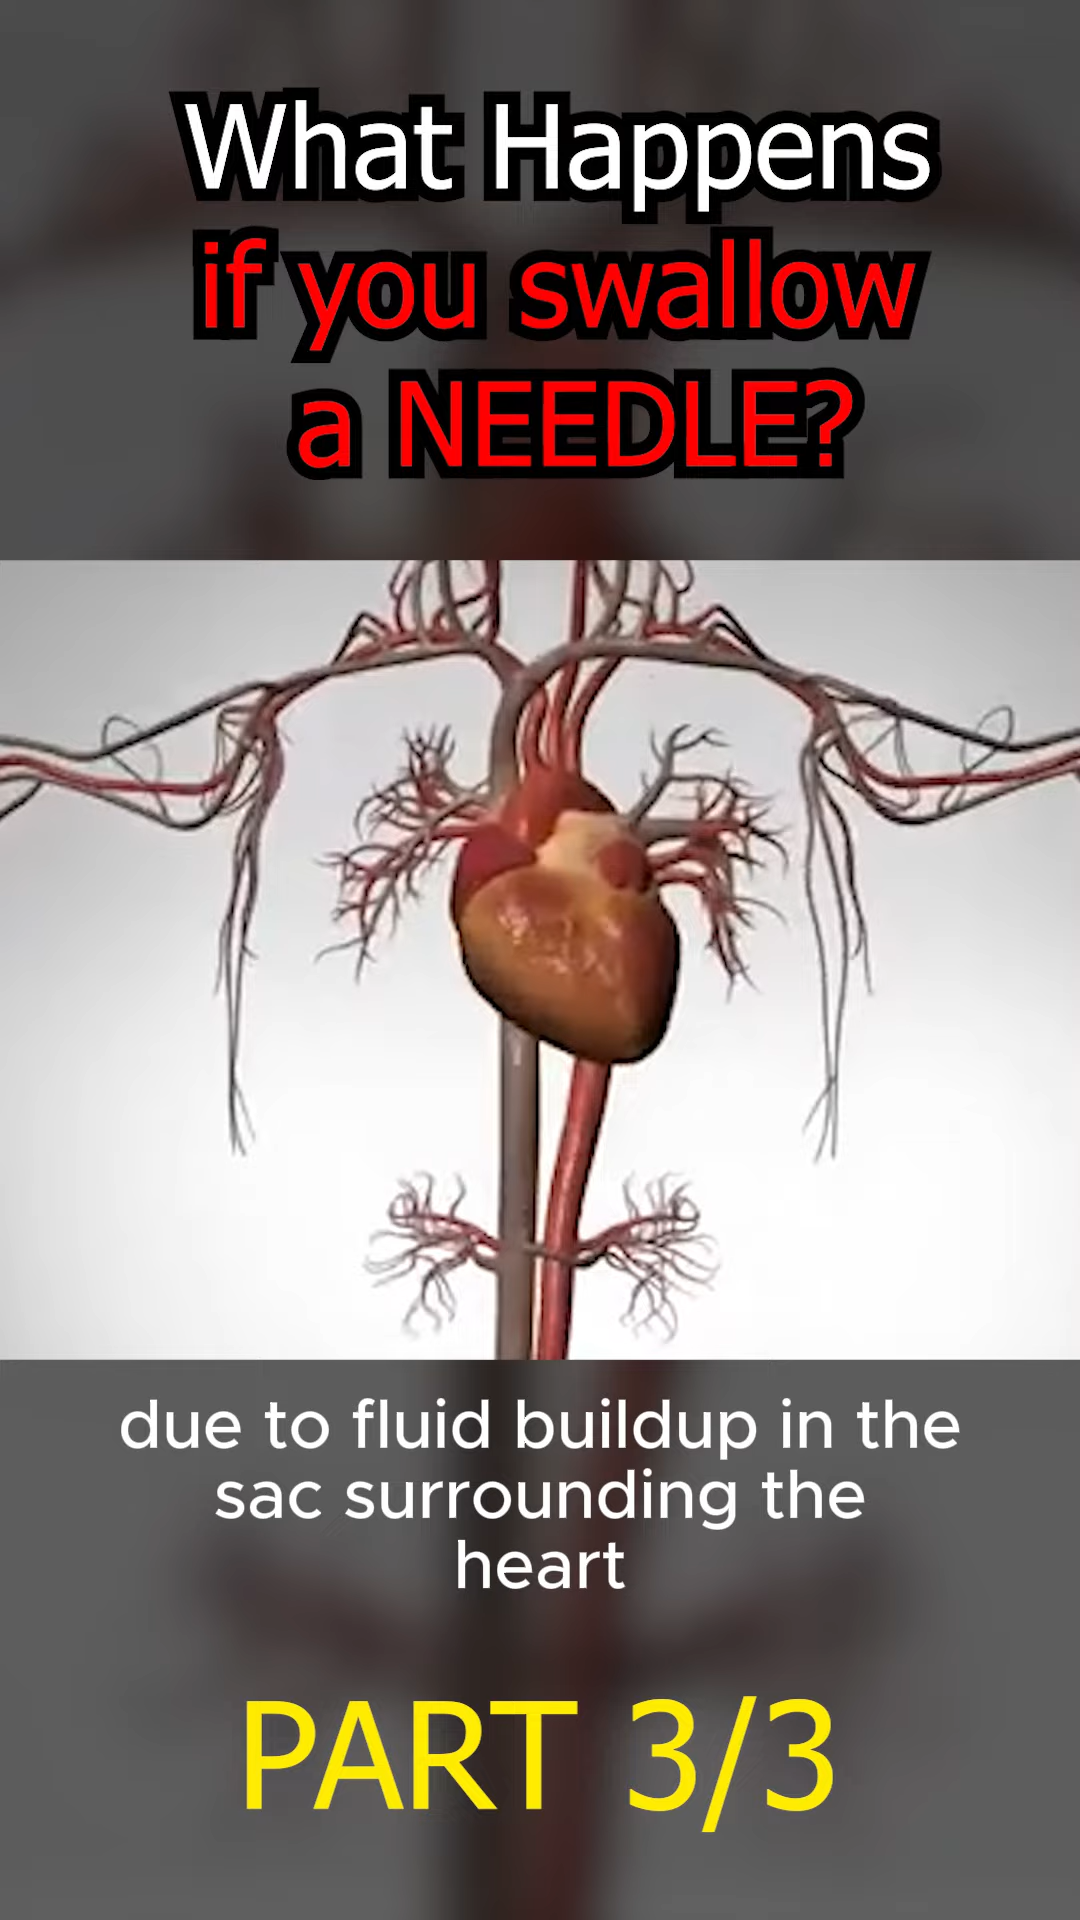 What Happens
if you swallow
a NEEDLE?
due to fluid buildup in the
sac surrounding the
heart
PART 3/3